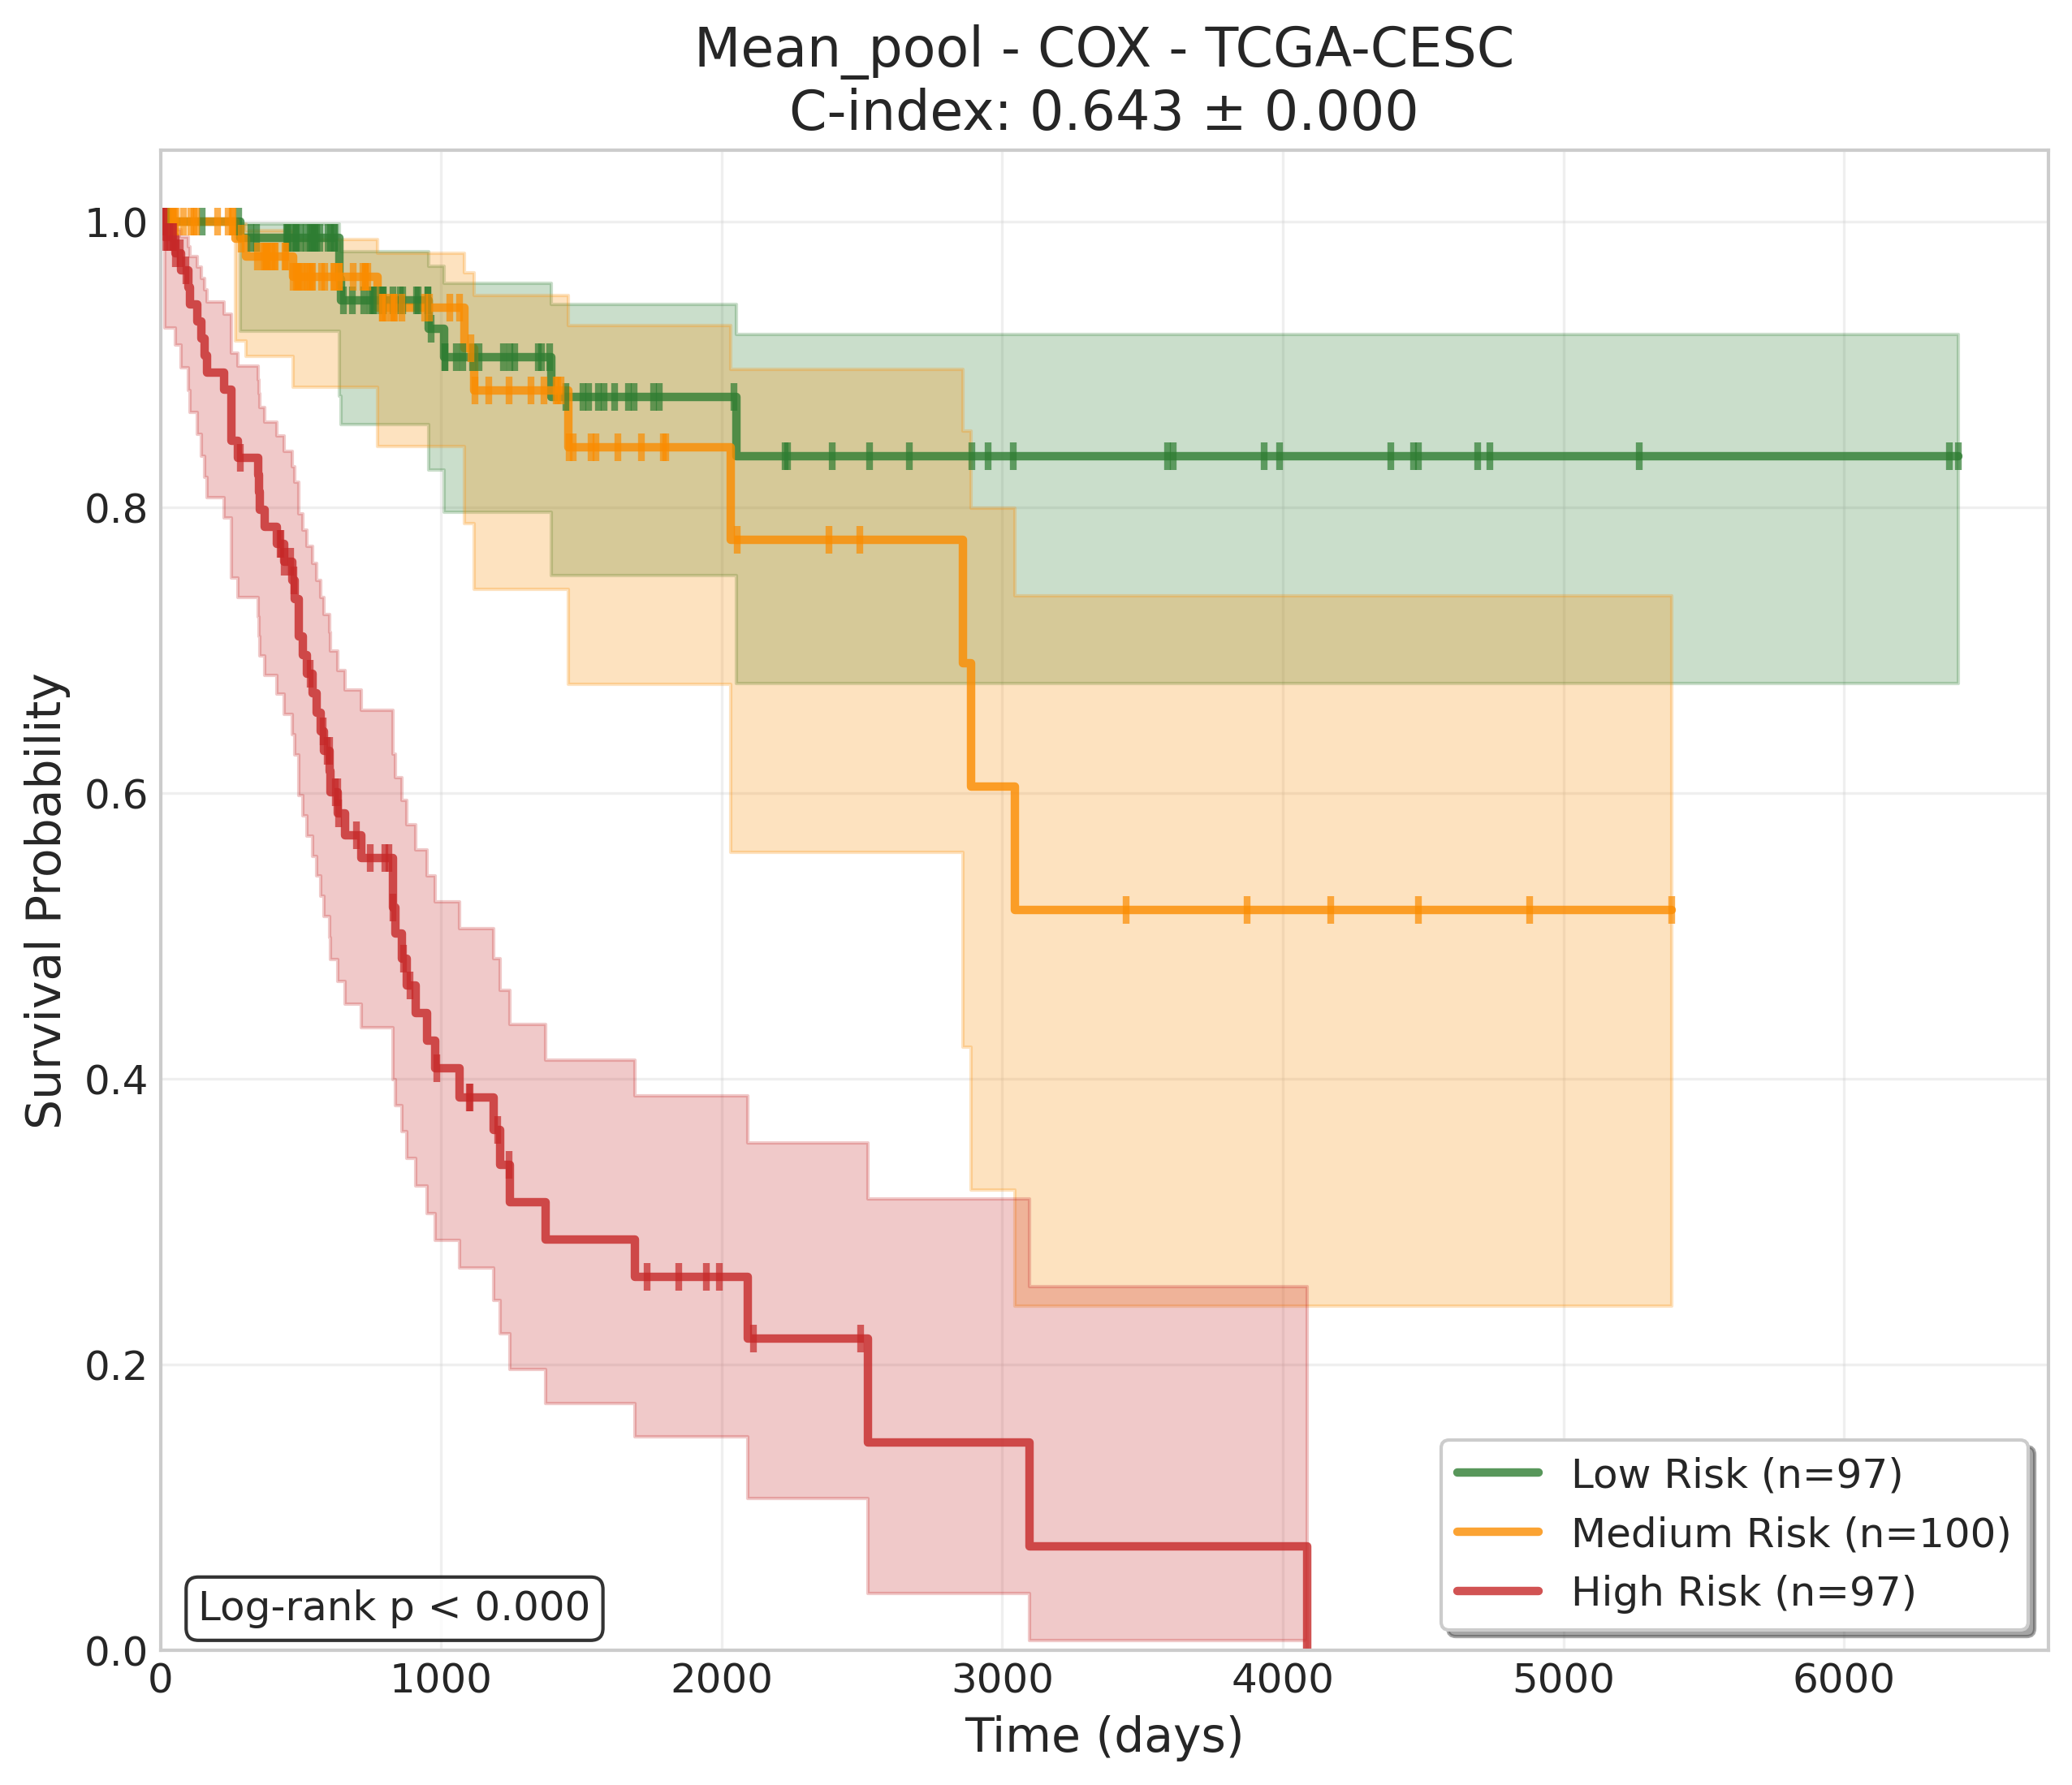 Mean_pool - COX - TCGA-CESC
C-index: 0.643 ± 0.000
Survival Probability
1.0
0.8
0.6
0.4
0.2
0.0
0 1000 2000 3000 4000 5000 6000
Time (days)
Log-rank p < 0.000
Low Risk (n=97)
Medium Risk (n=100)
High Risk (n=97)